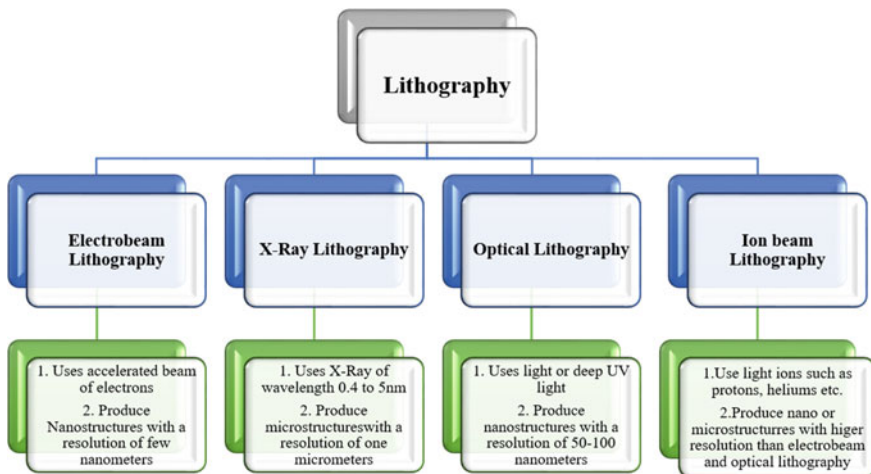 Lithography
Electrobeam
Lithography
X-Ray Lithography
Optical Lithography
Ion beam
Lithography
1. Uses accelerated beam
of electrons
2. Produce
Nanostructures with a
resolution of few
nanometers
1. Uses X-Ray of
wavelength 0.4 to 5nm
2. Produce
microstructureswith a
resolution of one
micrometers
1. Uses light or deep UV
light
2. Produce
nanostructures with a
resolution of 50-100
nanometers
1.Use light ions such as
protons, heliums etc.
2.Produce nano or
microstructurres with higer
resolution than electrobeam
and optical lithography